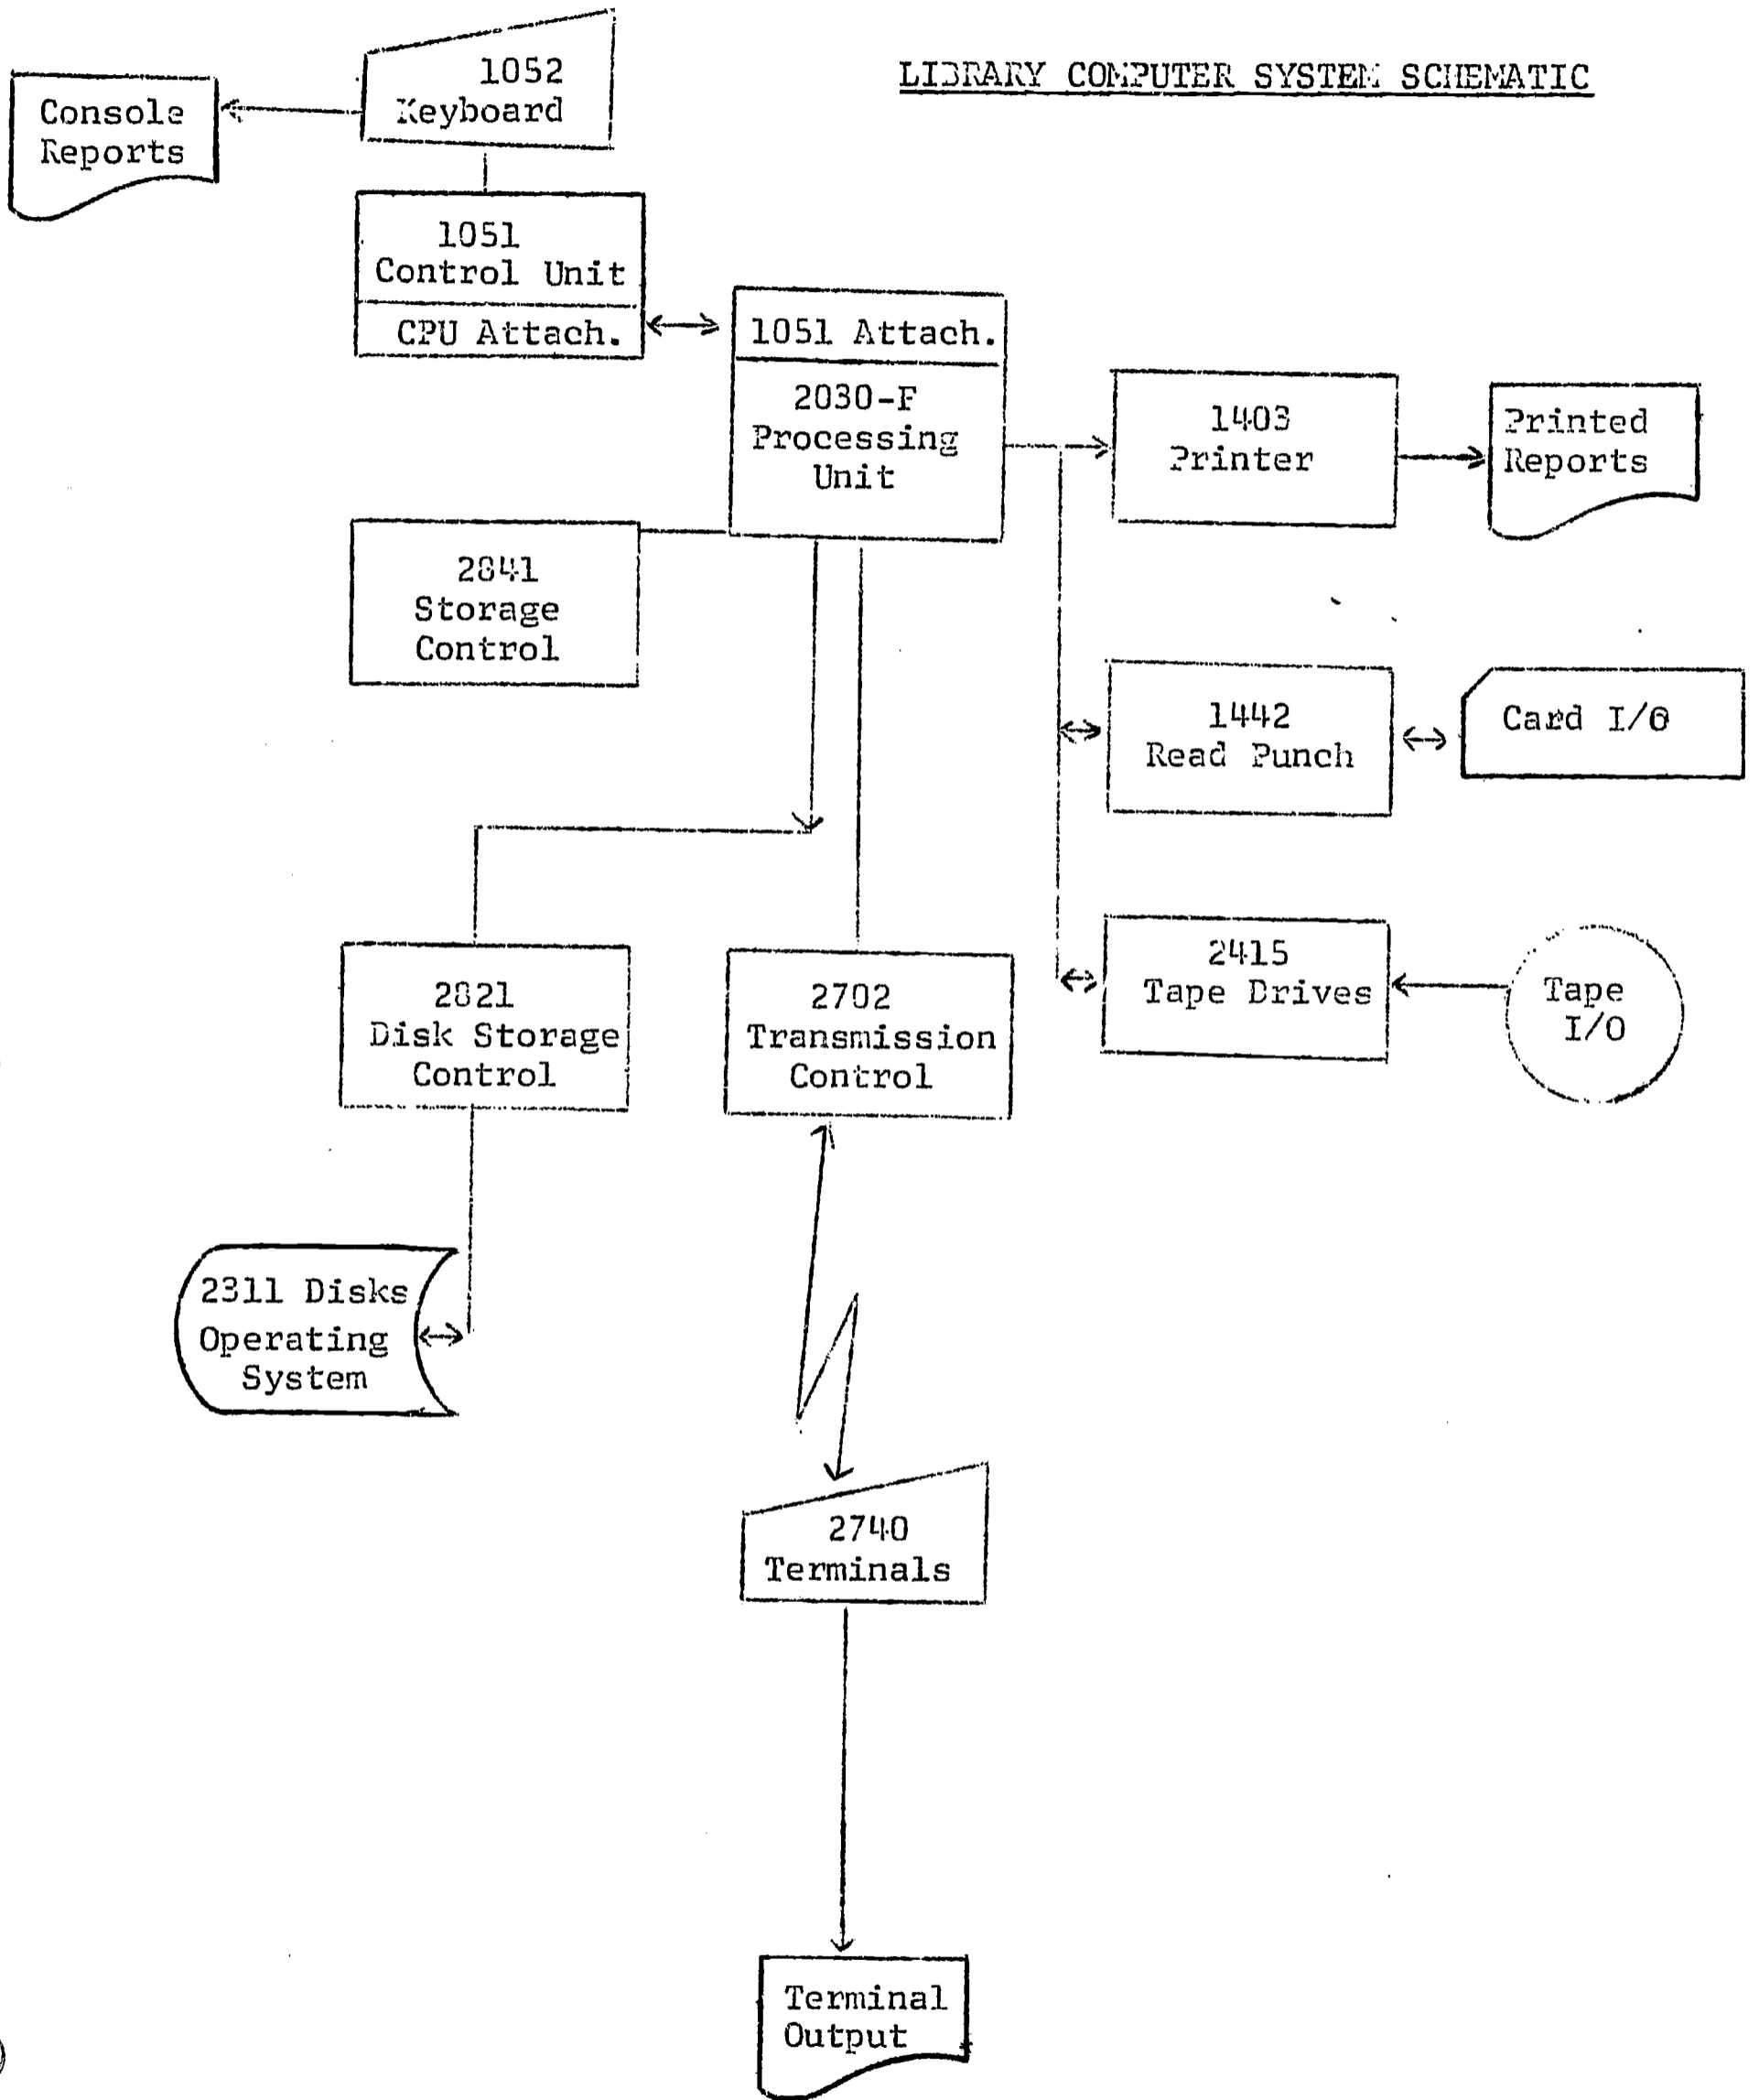 LIBRARY COMPUTER SYSTEM SCHEMATIC
1052
Keyboard
Console
Reports
1051
Control Unit
CPU Attach.
1051 Attach.
2030-F
Processing
Unit
1403
Printer
Printed
Reports
2841
Storage
Control
1442
Read Punch
Card I/O
2821
Disk Storage
Control
2702
Transmission
Control
2415
Tape Drives
Tape
I/O
2311 Disks
Operating
System
2740
Terminals
Terminal
Output